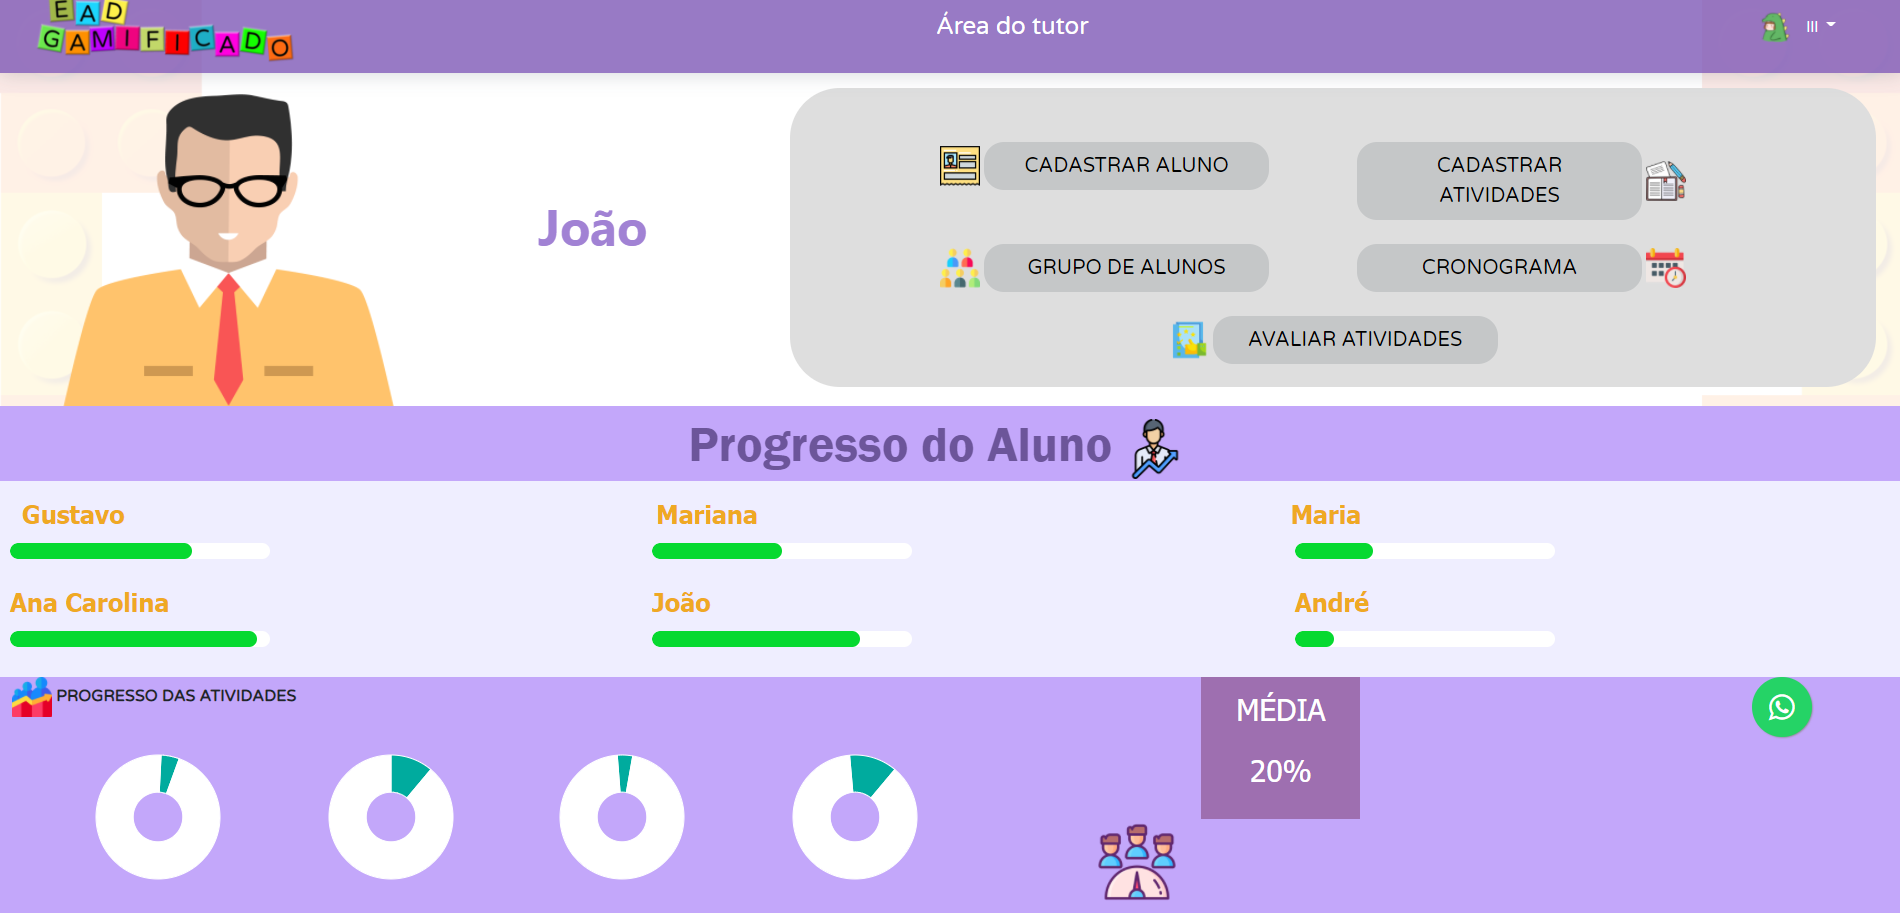 EAD
GAMIFICADO
Área do tutor
lll
João
CADASTRAR ALUNO
CADASTRAR
ATIVIDADES
GRUPO DE ALUNOS
CRONOGRAMA
AVALIAR ATIVIDADES
Progresso do Aluno
Gustavo
Mariana
Maria
Ana Carolina
João
André
PROGRESSO DAS ATIVIDADES
MÉDIA
20%